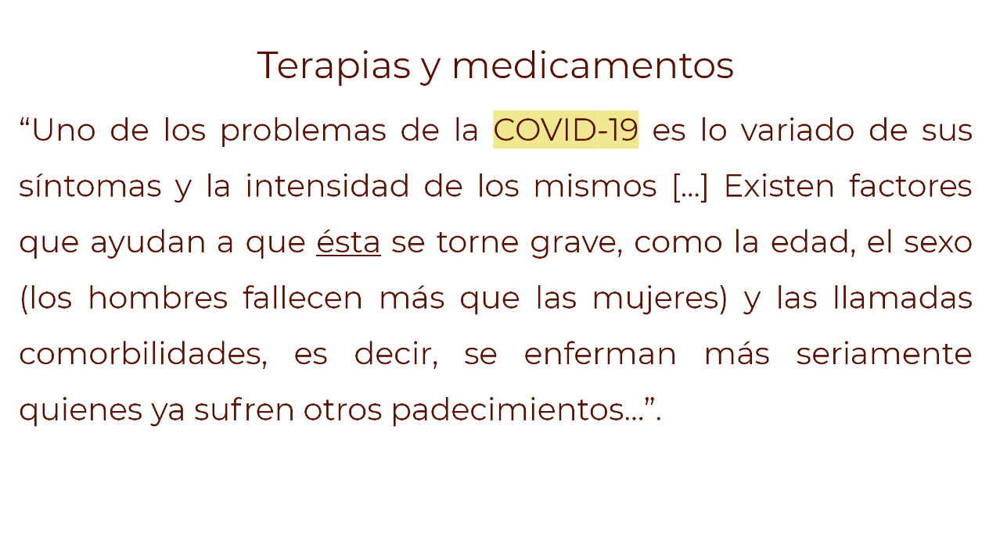 Terapias y medicamentos
“Uno de los problemas de la COVID-19 es lo variado de sus
síntomas y la intensidad de los mismos [...] Existen factores
que ayudan a que ésta se torne grave, como la edad, el sexo
(los hombres fallecen más que las mujeres) y las llamadas
comorbilidades, es decir, se enferman más seriamente
quienes ya sufren otros padecimientos...”.